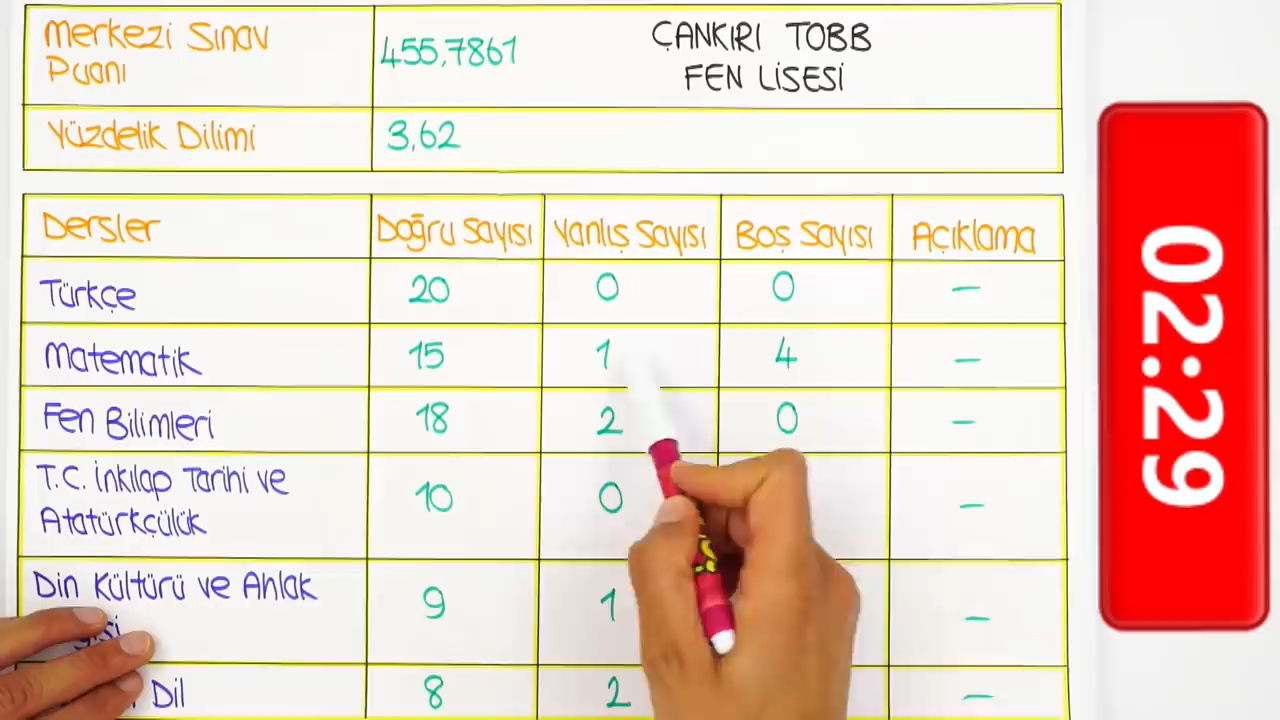 Merkezi Sınav
Puanı
455,7861
ÇANKIRI TOBB
FEN LİSESİ
Yüzdelik Dilimi
3,62
Dersler Doğru Sayısı Yanlış Sayısı Boş Sayısı Açıklama
Türkçe 20 0 0 —
Matematik 15 1 4 —
Fen Bilimleri 18 2 0 —
T.C. İnkılap Tarihi ve
Atatürkçülük
10 0 —
Din Kültürü ve Ahlak
9 1 —
Dil 8 2 —
02:29